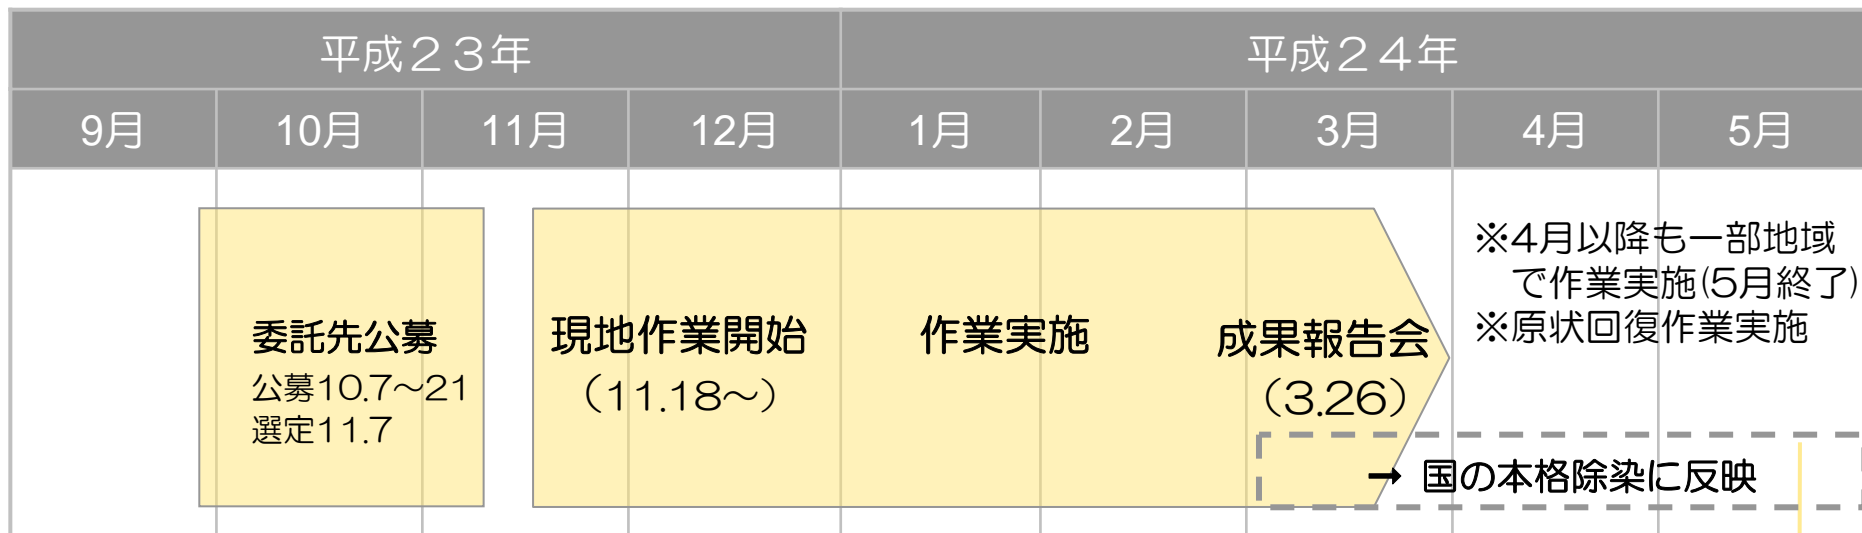 平成２３年
平成２４年
9月
10月
11月
12月
1月
2月
3月
4月
5月
委託先公募
公募10.7～21
選定11.7
現地作業開始
（11.18～）
作業実施
成果報告会
（3.26）
※4月以降も一部地域
で作業実施(5月終了)
※原状回復作業実施
→ 国の本格除染に反映